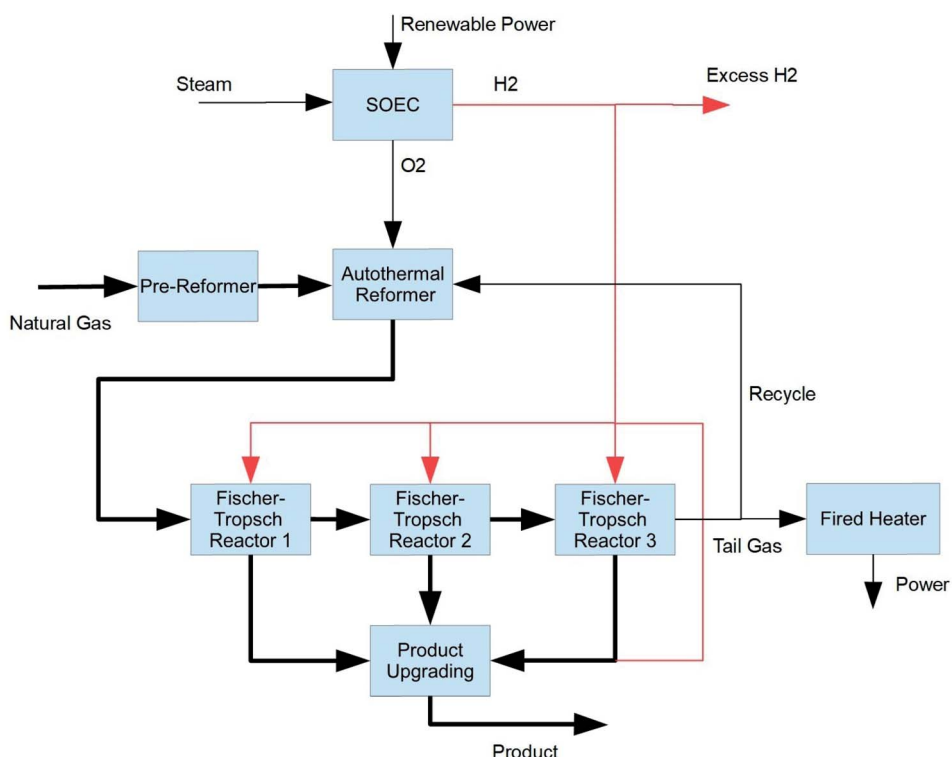 Renewable Power
Steam
SOEC
H2
Excess H2
O2
Natural Gas
Pre-Reformer
Autothermal
Reformer
Recycle
Fischer-
Tropsch
Reactor 1
Fischer-
Tropsch
Reactor 2
Fischer-
Tropsch
Reactor 3
Tail Gas
Fired Heater
Power
Product
Upgrading
Product